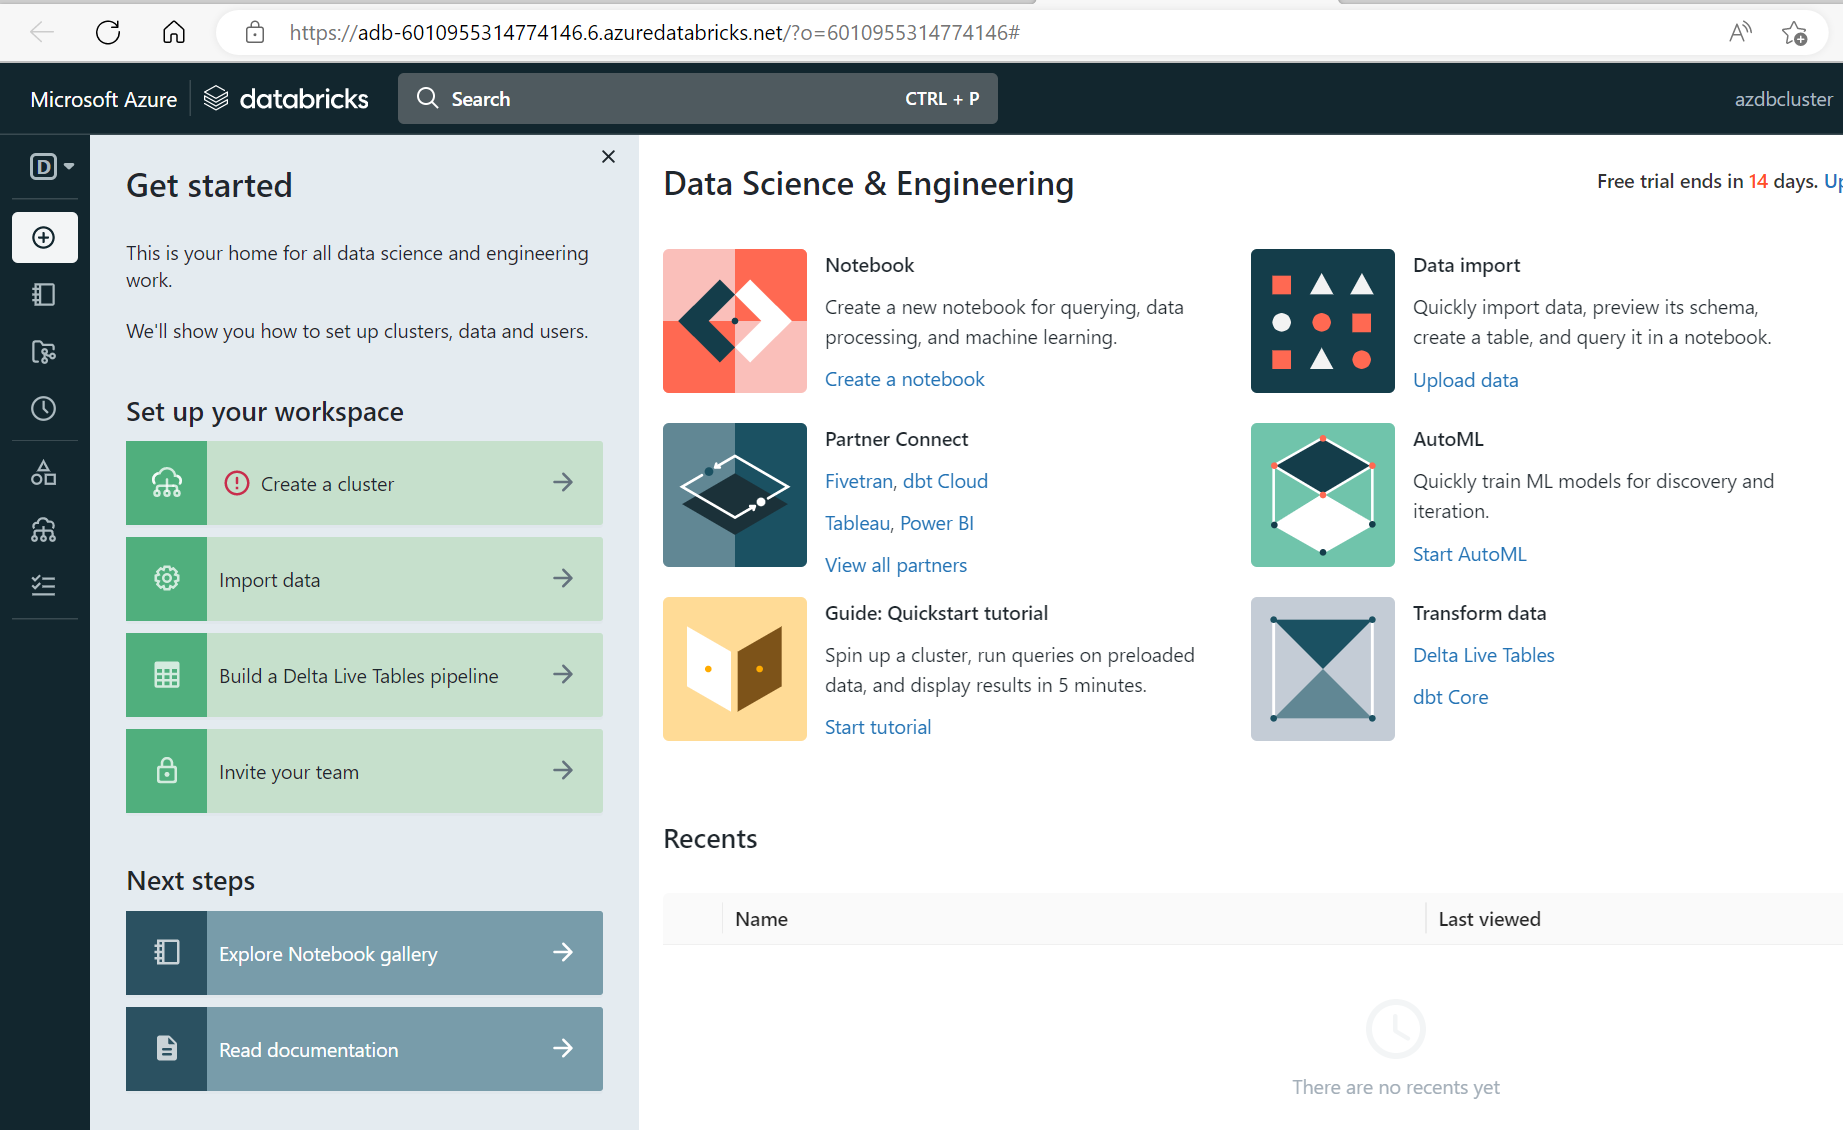 https://adb-6010955314774146.6.azuredatabricks.net/?o=6010955314774146#
Microsoft Azure databricks Search CTRL + P azdbcluster
D
Get started
This is your home for all data science and engineering
work.
We'll show you how to set up clusters, data and users.
Set up your workspace
Create a cluster
Import data
Build a Delta Live Tables pipeline
Invite your team
Next steps
Explore Notebook gallery
Read documentation
Data Science & Engineering
Free trial ends in 14 days. Up
Notebook
Create a new notebook for querying, data
processing, and machine learning.
Create a notebook
Data import
Quickly import data, preview its schema,
create a table, and query it in a notebook.
Upload data
Partner Connect
Fivetran, dbt Cloud
Tableau, Power BI
View all partners
AutoML
Quickly train ML models for discovery and
iteration.
Start AutoML
Guide: Quickstart tutorial
Spin up a cluster, run queries on preloaded
data, and display results in 5 minutes.
Start tutorial
Transform data
Delta Live Tables
dbt Core
Recents
Name Last viewed
There are no recents yet